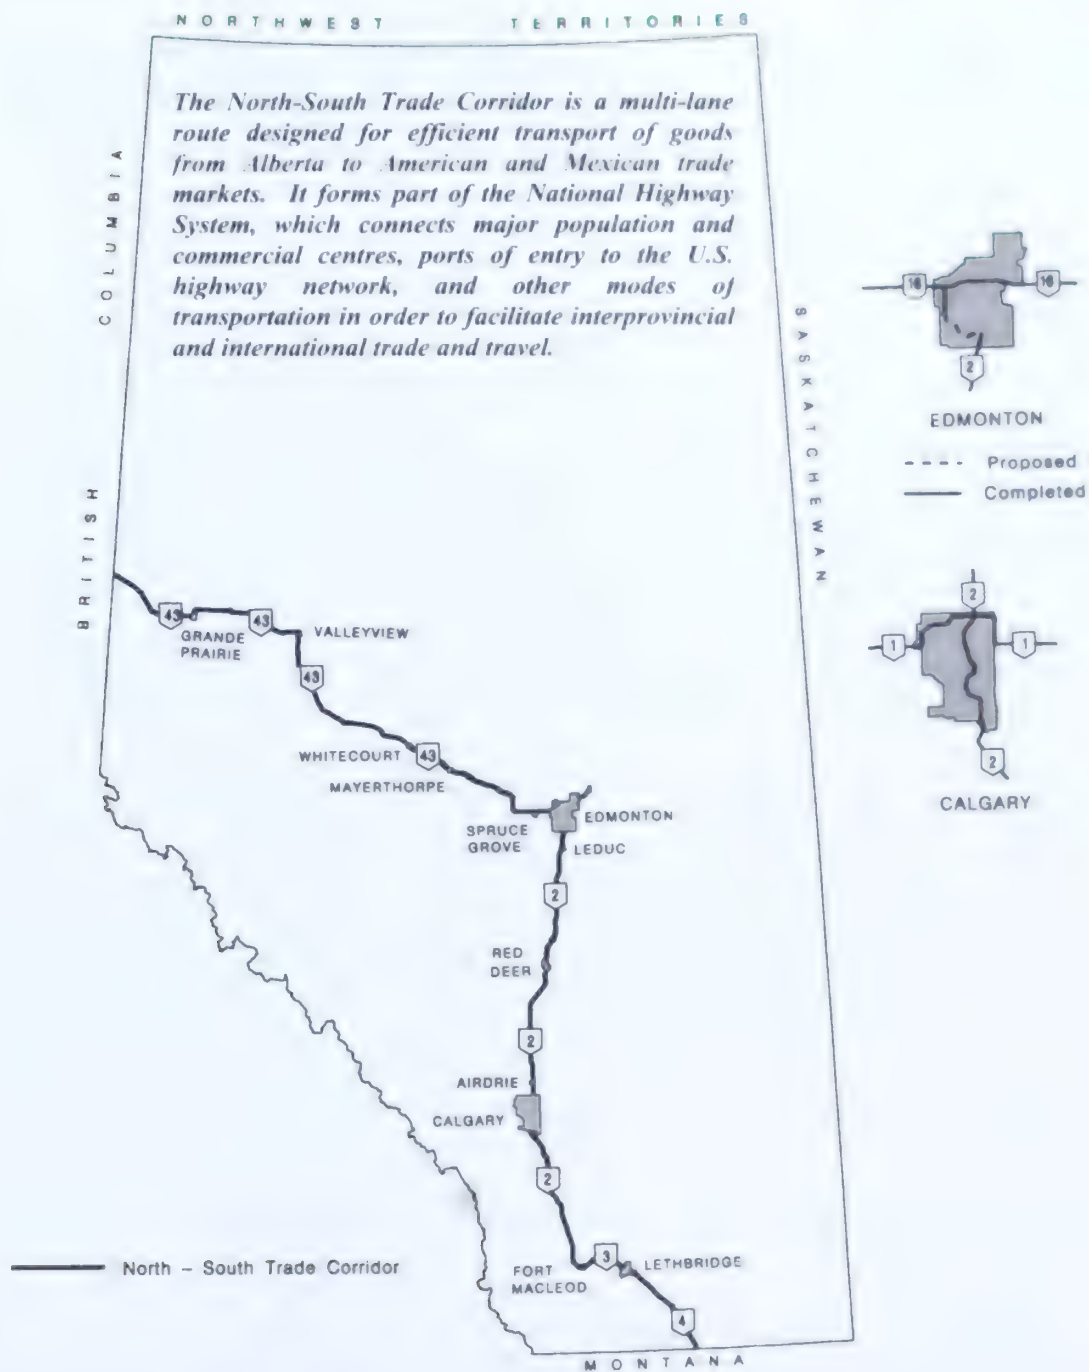 NORTHWEST TERRITORIES
The North-South Trade Corridor is a multi-lane
route designed for efficient transport of goods
from Alberta to American and Mexican trade
markets. It forms part of the National Highway
System, which connects major population and
commercial centres, ports of entry to the U.S.
highway network, and other modes of
transportation in order to facilitate interprovincial
and international trade and travel.
BRITISH COLUMBIA
SASKATCHEWAN
16
16
2
EDMONTON
Proposed
Completed
2
1
1
2
CALGARY
43
GRANDE
PRAIRIE
43
VALLEYVIEW
43
WHITECOURT
43
MAYERTHORPE
SPRUCE
GROVE
EDMONTON
LEDUC
2
RED
DEER
2
AIRDRIE
CALGARY
2
3
LETHBRIDGE
FORT
MACLEOD
4
North – South Trade Corridor
MONTANA